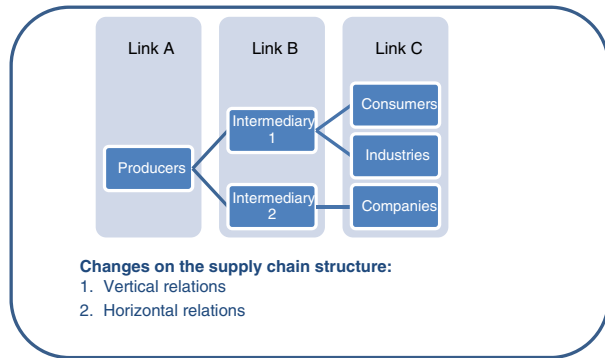 Link A
Link B
Link C
Producers
Intermediary
1
Intermediary
2
Consumers
Industries
Companies
Changes on the supply chain structure:
1. Vertical relations
2. Horizontal relations